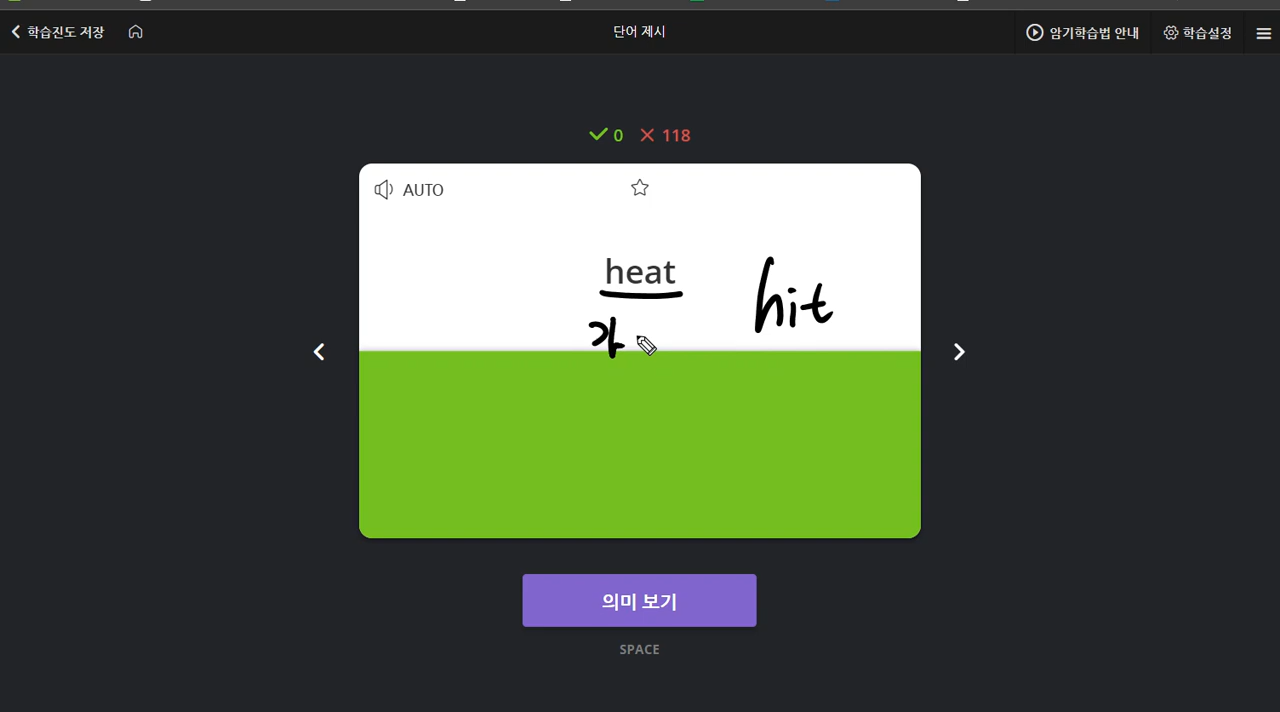 학습진도 저장
단어 제시
암기학습법 안내
학습설정
0
118
AUTO
heat
hit
의미 보기
SPACE